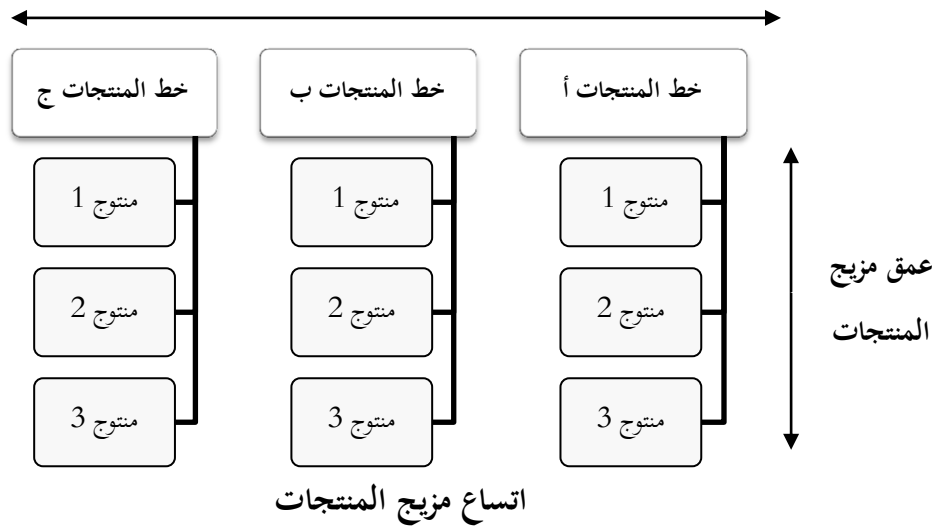 خط المنتجات أ
خط المنتجات ب
خط المنتجات ج
منتوج 1
منتوج 1
منتوج 1
منتوج 2
منتوج 2
منتوج 2
منتوج 3
منتوج 3
منتوج 3
عمق مزيج
المنتجات
اتساع مزيج المنتجات